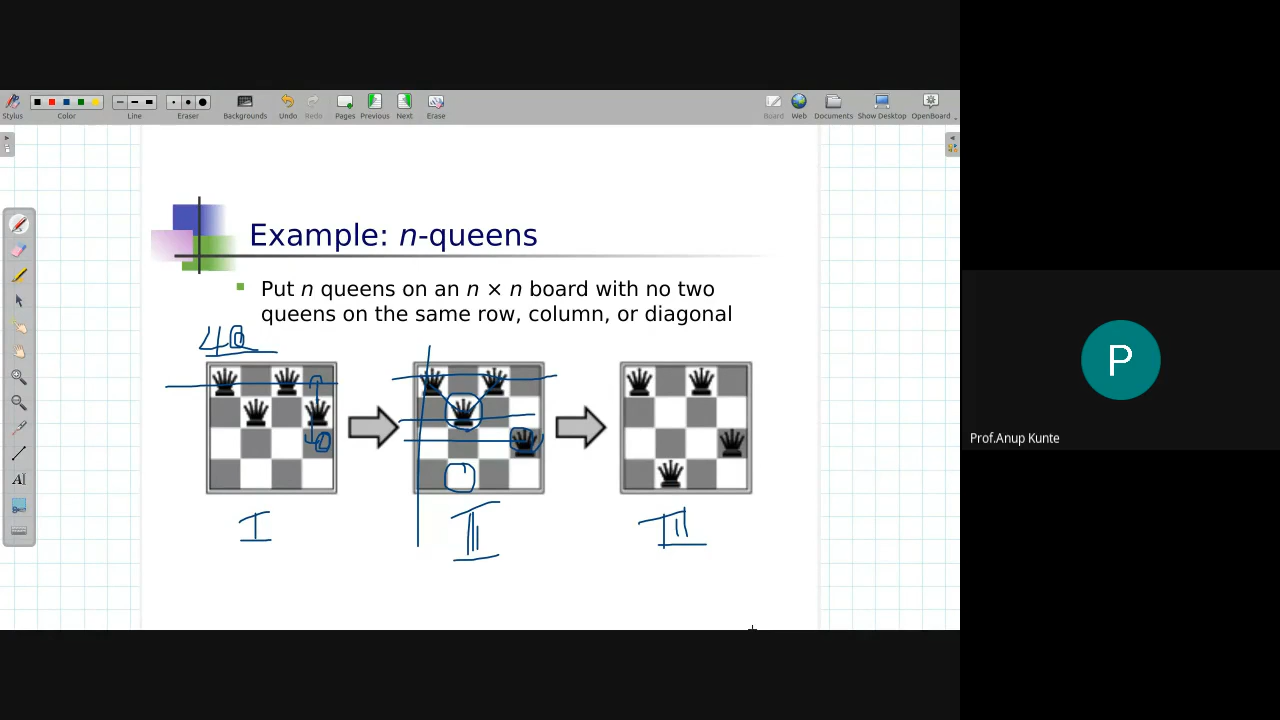 Stylus
Color
Line
Eraser
Backgrounds
Undo
Redo
Pages
Previous
Next
Erase
Board
Web
Documents
Show Desktop
OpenBoard
Example: n-queens
Put n queens on an n × n board with no two
queens on the same row, column, or diagonal
4Q
I
II
III
P
Prof.Anup Kunte